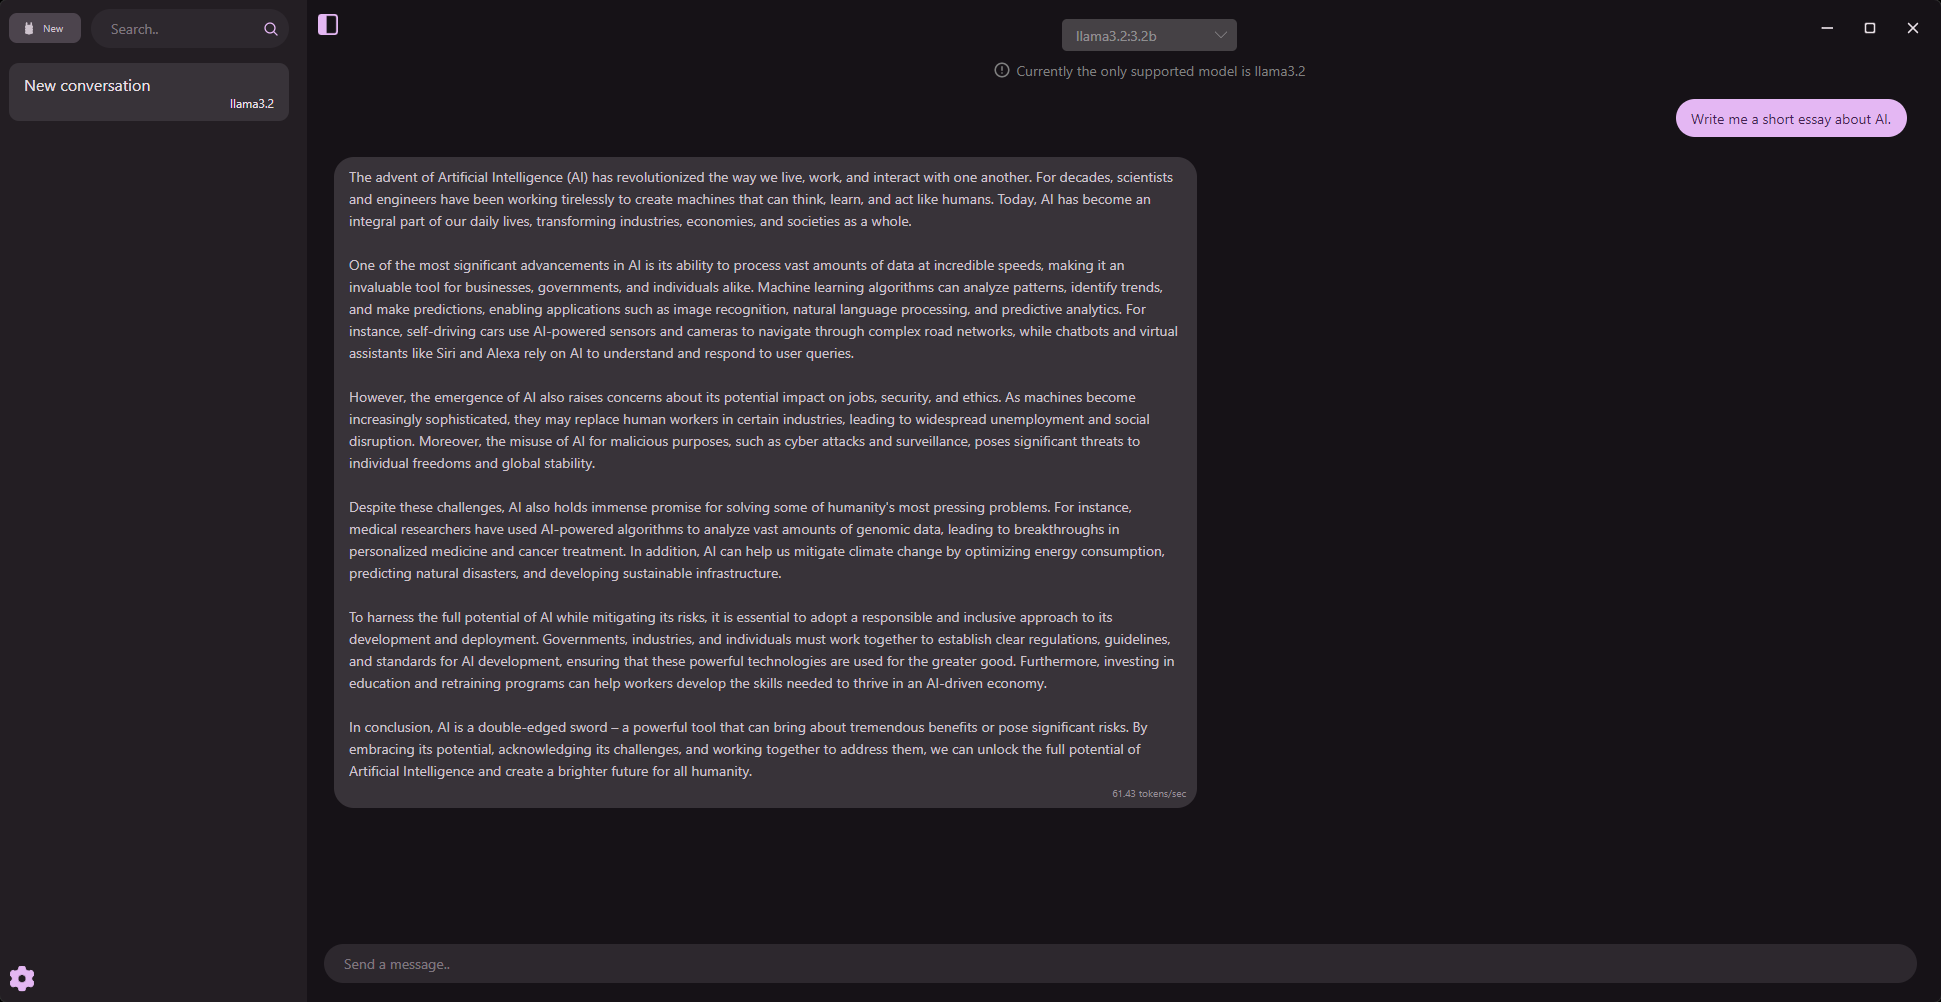 New
Search..
New conversation
llama3.2
llama3.2:3.2b
Currently the only supported model is llama3.2
Write me a short essay about AI.
The advent of Artificial Intelligence (AI) has revolutionized the way we live, work, and interact with one another. For decades, scientists
and engineers have been working tirelessly to create machines that can think, learn, and act like humans. Today, AI has become an
integral part of our daily lives, transforming industries, economies, and societies as a whole.
One of the most significant advancements in AI is its ability to process vast amounts of data at incredible speeds, making it an
invaluable tool for businesses, governments, and individuals alike. Machine learning algorithms can analyze patterns, identify trends,
and make predictions, enabling applications such as image recognition, natural language processing, and predictive analytics. For
instance, self-driving cars use AI-powered sensors and cameras to navigate through complex road networks, while chatbots and virtual
assistants like Siri and Alexa rely on AI to understand and respond to user queries.
However, the emergence of AI also raises concerns about its potential impact on jobs, security, and ethics. As machines become
increasingly sophisticated, they may replace human workers in certain industries, leading to widespread unemployment and social
disruption. Moreover, the misuse of AI for malicious purposes, such as cyber attacks and surveillance, poses significant threats to
individual freedoms and global stability.
Despite these challenges, AI also holds immense promise for solving some of humanity's most pressing problems. For instance,
medical researchers have used AI-powered algorithms to analyze vast amounts of genomic data, leading to breakthroughs in
personalized medicine and cancer treatment. In addition, AI can help us mitigate climate change by optimizing energy consumption,
predicting natural disasters, and developing sustainable infrastructure.
To harness the full potential of AI while mitigating its risks, it is essential to adopt a responsible and inclusive approach to its
development and deployment. Governments, industries, and individuals must work together to establish clear regulations, guidelines,
and standards for AI development, ensuring that these powerful technologies are used for the greater good. Furthermore, investing in
education and retraining programs can help workers develop the skills needed to thrive in an AI-driven economy.
In conclusion, AI is a double-edged sword – a powerful tool that can bring about tremendous benefits or pose significant risks. By
embracing its potential, acknowledging its challenges, and working together to address them, we can unlock the full potential of
Artificial Intelligence and create a brighter future for all humanity.
61.43 tokens/sec
Send a message..